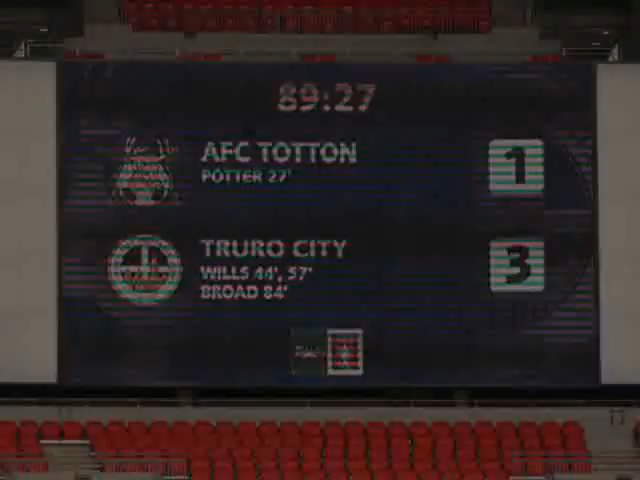 89:27
AFC TOTTON
POTTER 27'
1
TRURO CITY
WILLS 44', 57'
BROAD 84'
3